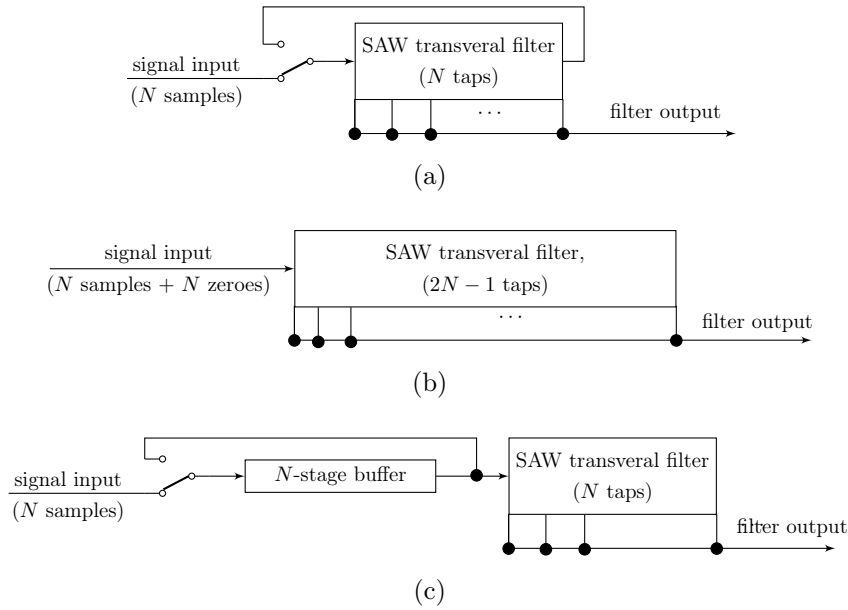 SAW transveral filter
(N taps)
signal input
(N samples)
...
filter output
(a)
signal input
(N samples + N zeroes)
SAW transveral filter,
(2N − 1 taps)
...
filter output
(b)
signal input
(N samples)
N-stage buffer
SAW transveral filter
(N taps)
filter output
(c)